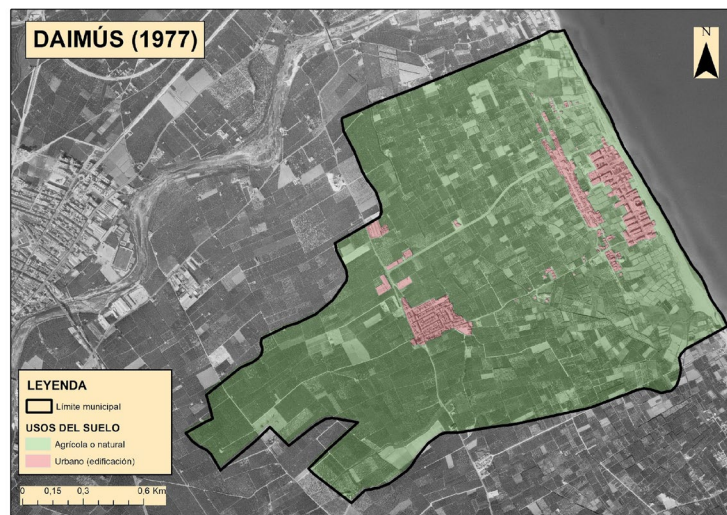 DAIMÚS (1977)
N
LEYENDA
Límite municipal
USOS DEL SUELO
Agrícola o natural
Urbano (edificación)
0 0,15 0,3 0,6 Km